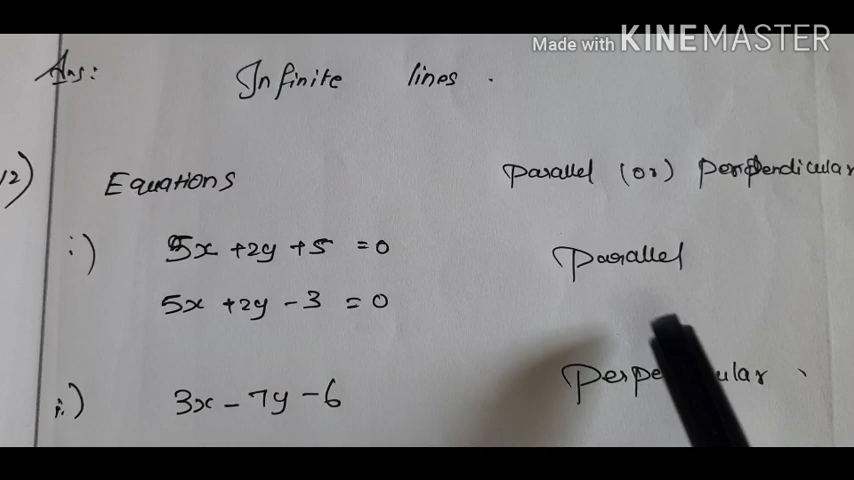 Made with KINEMASTER
Ans: Infinite lines.
12) Equations Parallel (or) perpendicular
i) 5x + 2y + 5 = 0 Parallel
5x + 2y - 3 = 0
ii) 3x - 7y - 6